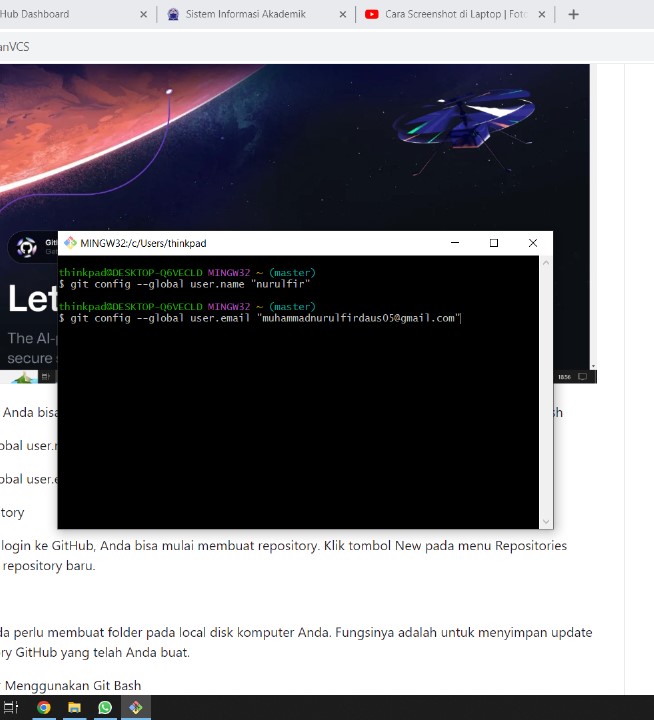 Hub Dashboard
Sistem Informasi Akademik
Cara Screenshot di Laptop | Foto
anVCS
MINGW32:/c/Users/thinkpad
thinkpad@DESKTOP-Q6VECLD MINGW32 ~ (master)
$ git config --global user.name "nurulfir"
thinkpad@DESKTOP-Q6VECLD MINGW32 ~ (master)
$ git config --global user.email "muhammadnurulfirdaus05@gmail.com"
Let
The AI-p
secure s
18:56
Anda bisa
sh
obal user.n
obal user.e
tory
login ke GitHub, Anda bisa mulai membuat repository. Klik tombol New pada menu Repositories
repository baru.
da perlu membuat folder pada local disk komputer Anda. Fungsinya adalah untuk menyimpan update
ry GitHub yang telah Anda buat.
Menggunakan Git Bash